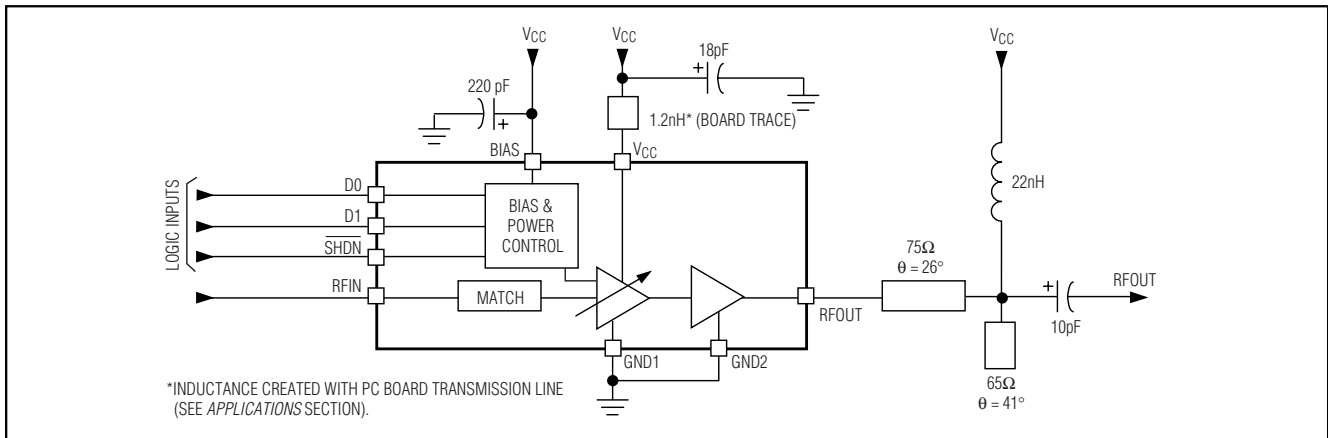 VCC
VCC
18pF
VCC
220 pF
1.2nH* (BOARD TRACE)
BIAS
VCC
LOGIC INPUTS
D0
D1
SHDN
RFIN
BIAS &
POWER
CONTROL
MATCH
22nH
75Ω
θ = 26°
RFOUT
RFOUT
10pF
GND1
GND2
65Ω
θ = 41°
*INDUCTANCE CREATED WITH PC BOARD TRANSMISSION LINE
(SEE APPLICATIONS SECTION).